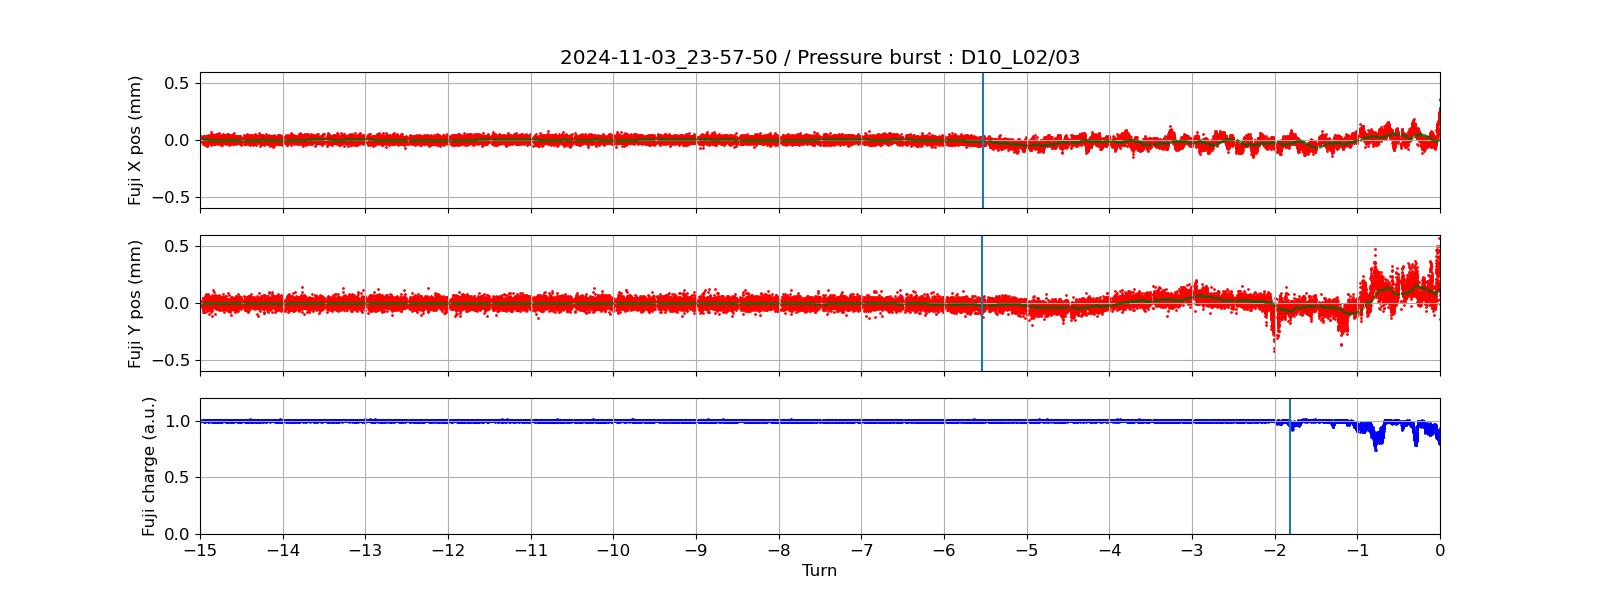 2024-11-03_23-57-50 / Pressure burst : D10_L02/03
Fuji X pos (mm)
0.5
0.0
−0.5
Fuji Y pos (mm)
0.5
0.0
−0.5
Fuji charge (a.u.)
1.0
0.5
0.0
−15 −14 −13 −12 −11 −10 −9 −8 −7 −6 −5 −4 −3 −2 −1 0
Turn